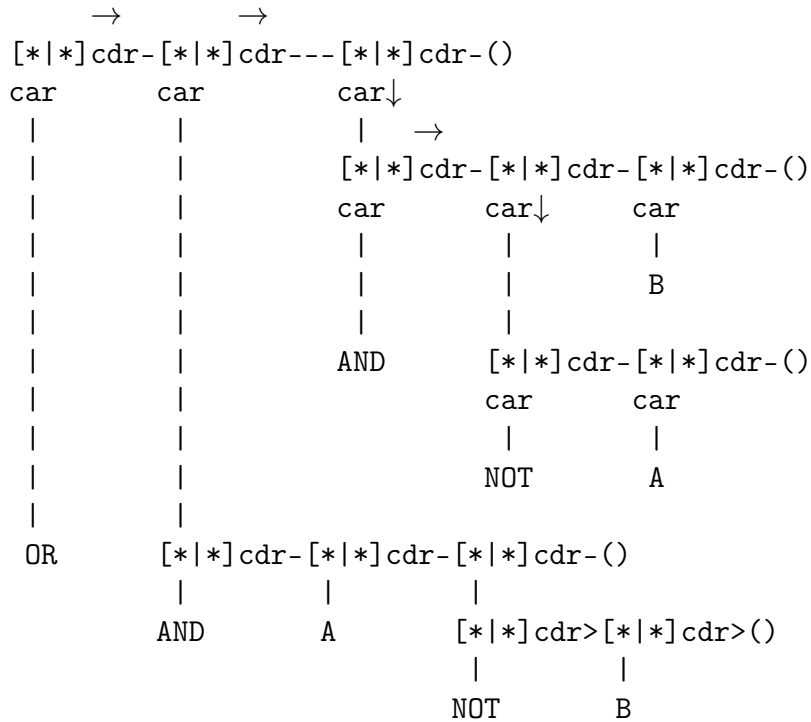 →            →
[*|*]cdr-[*|*]cdr---[*|*]cdr-()
car      car        car↓
 |        |          |   →
 |        |         [*|*]cdr-[*|*]cdr-[*|*]cdr-()
 |        |         car      car↓     car
 |        |          |        |        |
 |        |          |        |        B
 |        |          |        |
 |        |         AND      [*|*]cdr-[*|*]cdr-()
 |        |                  car      car
 |        |                   |        |
 |        |                  NOT       A
 |        |
 OR      [*|*]cdr-[*|*]cdr-[*|*]cdr-()
          |        |        |
         AND       A       [*|*]cdr>[*|*]cdr>()
                            |        |
                           NOT       B